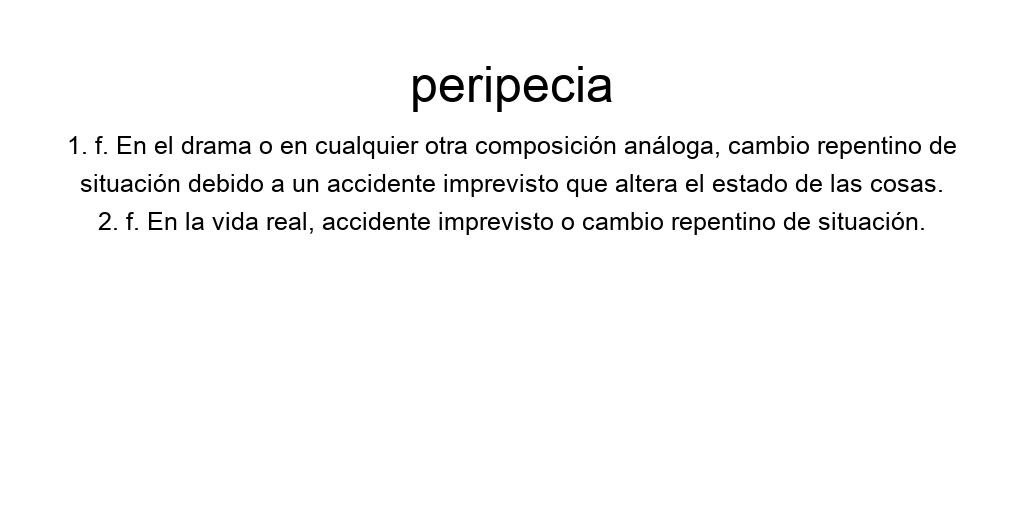 peripecia
1. f. En el drama o en cualquier otra composición análoga, cambio repentino de
situación debido a un accidente imprevisto que altera el estado de las cosas.
2. f. En la vida real, accidente imprevisto o cambio repentino de situación.